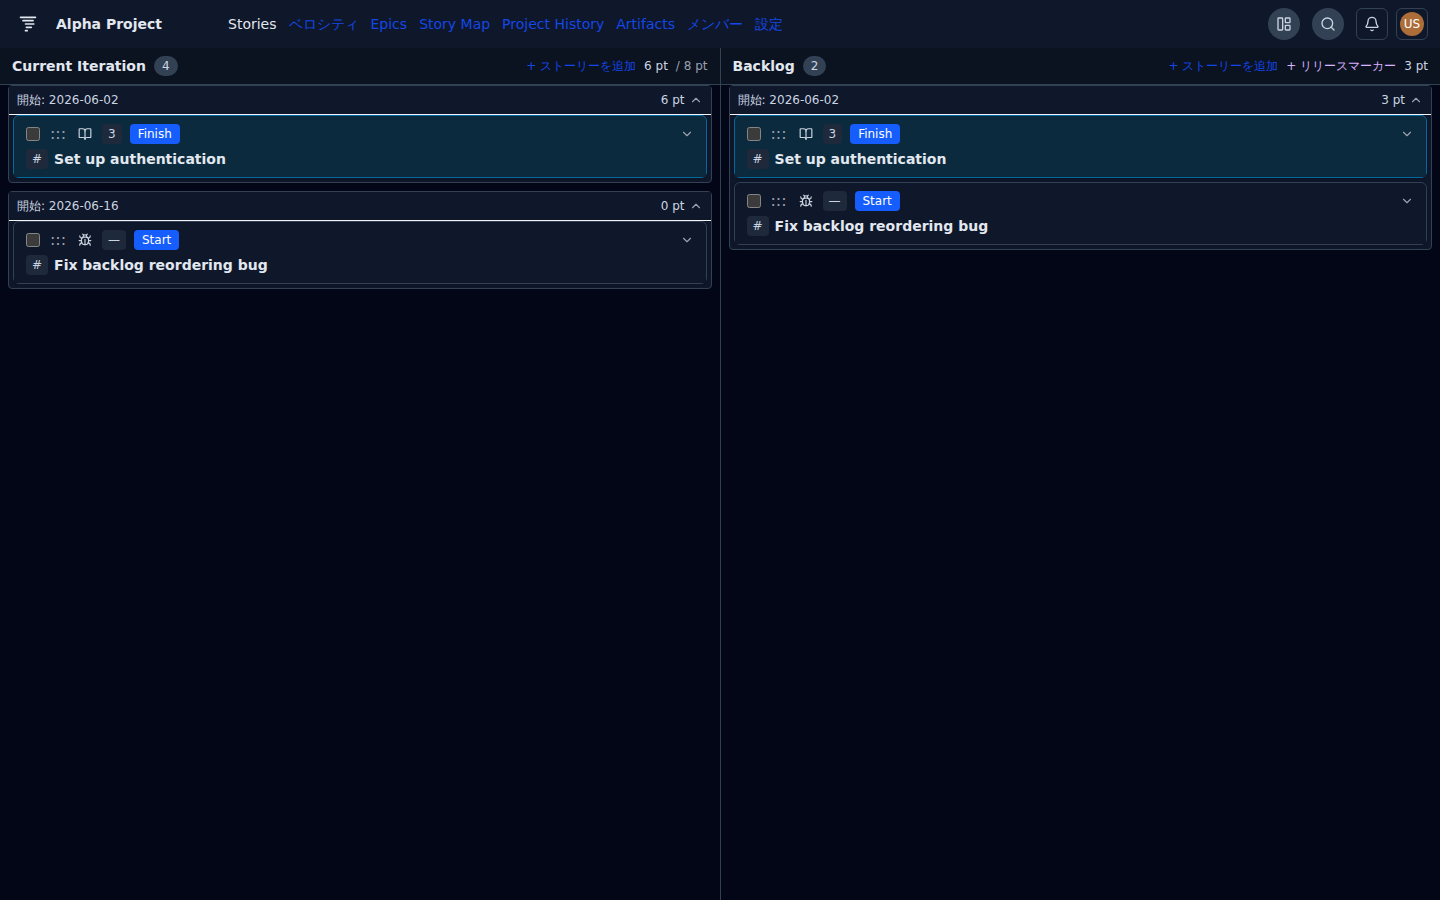 Alpha Project Stories ベロシティ Epics Story Map Project History Artifacts メンバー 設定 US
Current Iteration 4 + ストーリーを追加 6 pt / 8 pt
開始: 2026-06-02 6 pt
3 Finish
# Set up authentication
開始: 2026-06-16 0 pt
— Start
# Fix backlog reordering bug
Backlog 2 + ストーリーを追加 + リリースマーカー 3 pt
開始: 2026-06-02 3 pt
3 Finish
# Set up authentication
— Start
# Fix backlog reordering bug